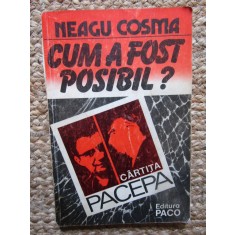 NEAGU COSMA
CUM A FOST
POSIBIL?
CÂRTIȚA
PACEPA
Editura
PACO